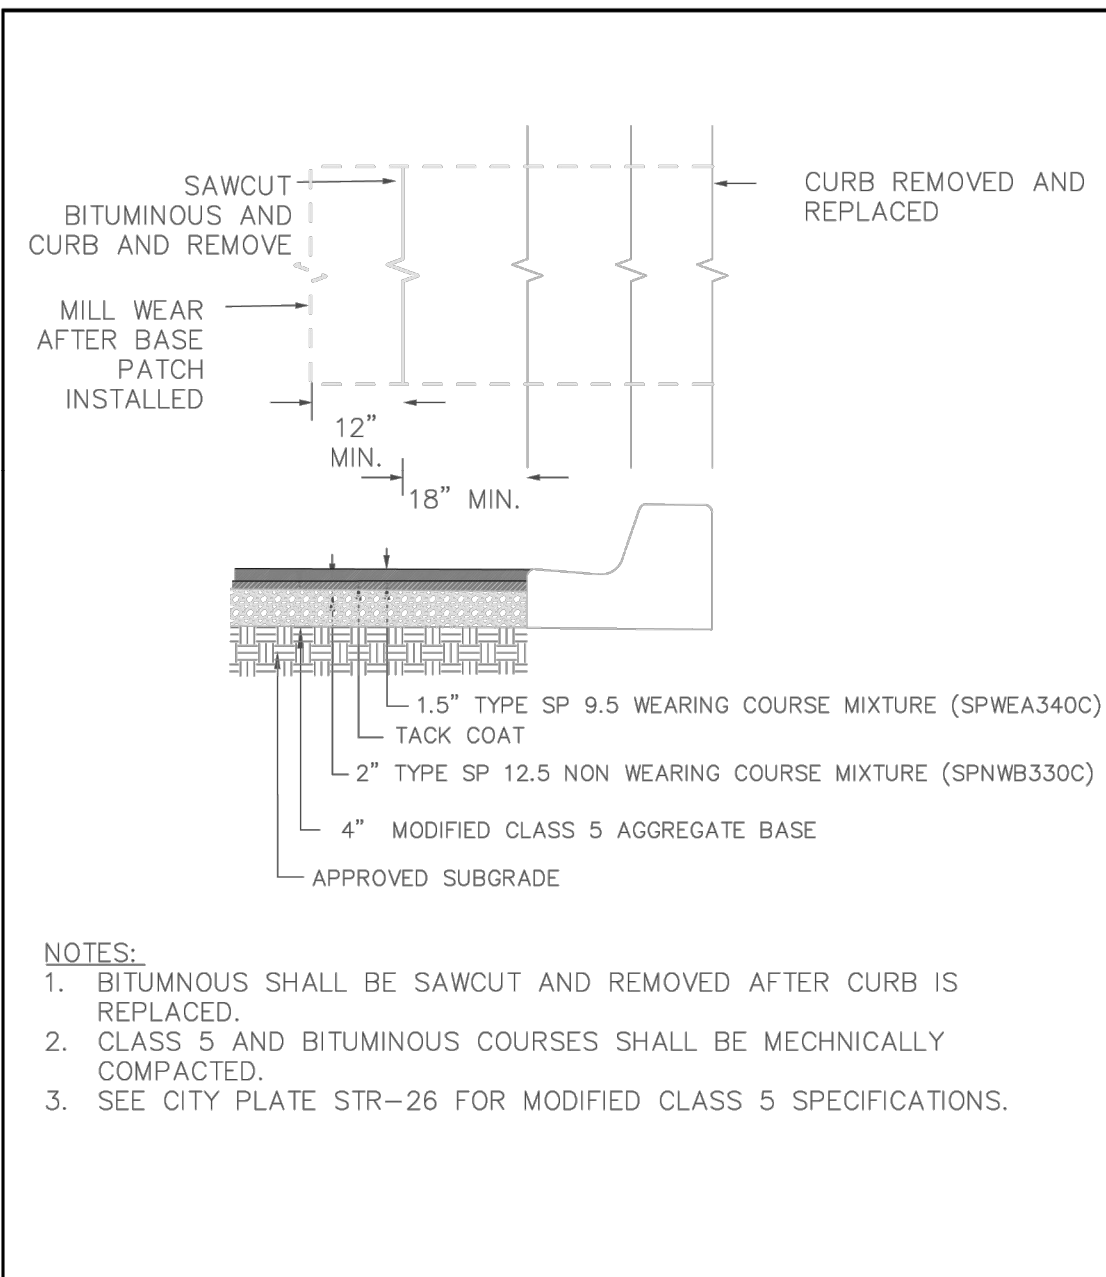 SAWCUT
BITUMINOUS AND
CURB AND REMOVE
CURB REMOVED AND
REPLACED
MILL WEAR
AFTER BASE
PATCH
INSTALLED
12”
MIN.
18” MIN.
1.5” TYPE SP 9.5 WEARING COURSE MIXTURE (SPWEA340C)
TACK COAT
2” TYPE SP 12.5 NON WEARING COURSE MIXTURE (SPNWB330C)
4” MODIFIED CLASS 5 AGGREGATE BASE
APPROVED SUBGRADE
NOTES:
1. BITUMNOUS SHALL BE SAWCUT AND REMOVED AFTER CURB IS
REPLACED.
2. CLASS 5 AND BITUMINOUS COURSES SHALL BE MECHNICALLY
COMPACTED.
3. SEE CITY PLATE STR–26 FOR MODIFIED CLASS 5 SPECIFICATIONS.